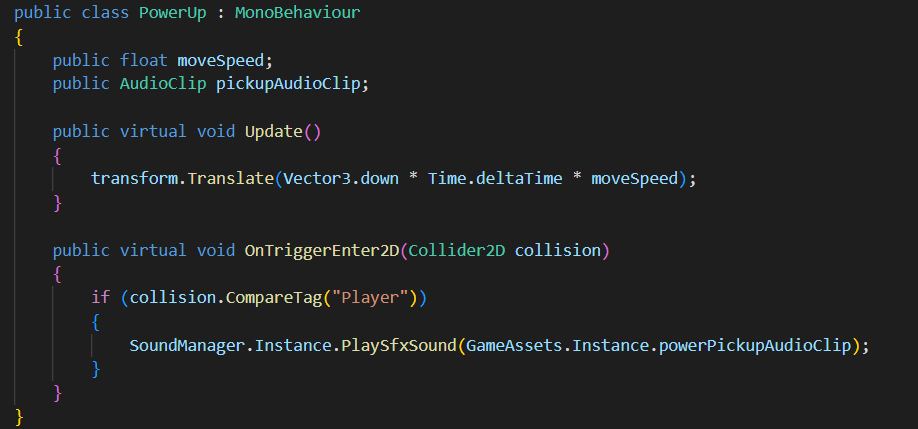 public class PowerUp : MonoBehaviour
{
    public float moveSpeed;
    public AudioClip pickupAudioClip;

    public virtual void Update()
    {
        transform.Translate(Vector3.down * Time.deltaTime * moveSpeed);
    }

    public virtual void OnTriggerEnter2D(Collider2D collision)
    {
        if (collision.CompareTag("Player"))
        {
            SoundManager.Instance.PlaySfxSound(GameAssets.Instance.powerPickupAudioClip);
        }
    }
}